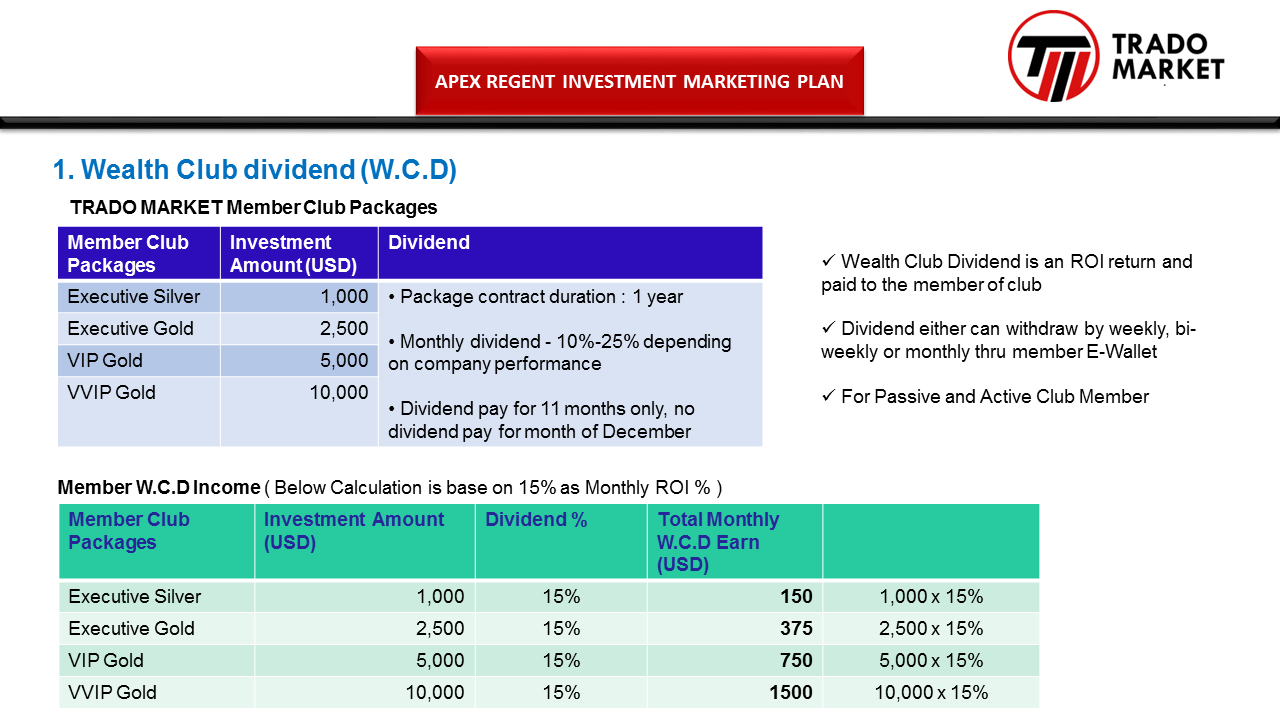 APEX REGENT INVESTMENT MARKETING PLAN
TRADO
MARKET
1. Wealth Club dividend (W.C.D)
TRADO MARKET Member Club Packages
Member Club Packages | Investment Amount (USD) | Dividend
Executive Silver | 1,000
Executive Gold | 2,500
VIP Gold | 5,000
VVIP Gold | 10,000
• Package contract duration : 1 year
• Monthly dividend - 10%-25% depending
on company performance
• Dividend pay for 11 months only, no
dividend pay for month of December
✓ Wealth Club Dividend is an ROI return and
paid to the member of club
✓ Dividend either can withdraw by weekly, bi-
weekly or monthly thru member E-Wallet
✓ For Passive and Active Club Member
Member W.C.D Income ( Below Calculation is base on 15% as Monthly ROI % )
Member Club Packages | Investment Amount (USD) | Dividend % | Total Monthly W.C.D Earn (USD)
Executive Silver | 1,000 | 15% | 150 | 1,000 x 15%
Executive Gold | 2,500 | 15% | 375 | 2,500 x 15%
VIP Gold | 5,000 | 15% | 750 | 5,000 x 15%
VVIP Gold | 10,000 | 15% | 1500 | 10,000 x 15%